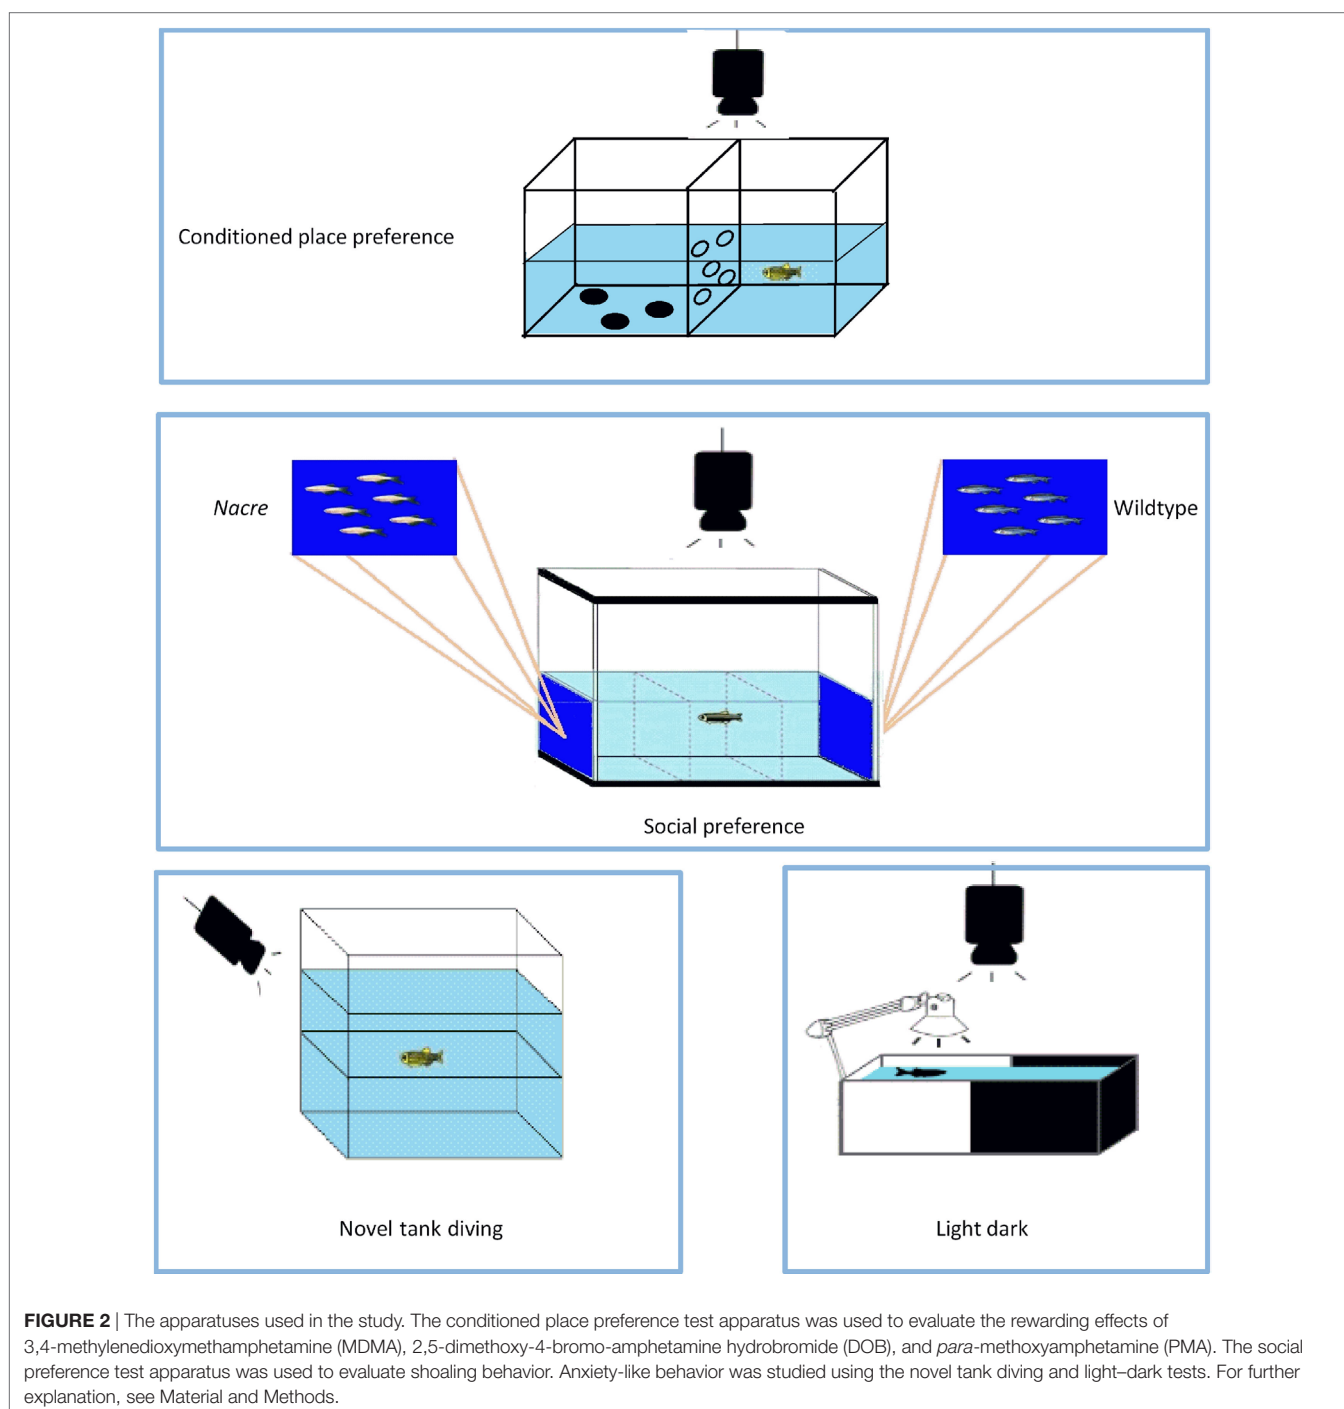 Conditioned place preference
Nacre
Wildtype
Social preference
Novel tank diving
Light dark
FIGURE 2 | The apparatuses used in the study. The conditioned place preference test apparatus was used to evaluate the rewarding effects of
3,4-methylenedioxymethamphetamine (MDMA), 2,5-dimethoxy-4-bromo-amphetamine hydrobromide (DOB), and para-methoxyamphetamine (PMA). The social
preference test apparatus was used to evaluate shoaling behavior. Anxiety-like behavior was studied using the novel tank diving and light–dark tests. For further
explanation, see Material and Methods.